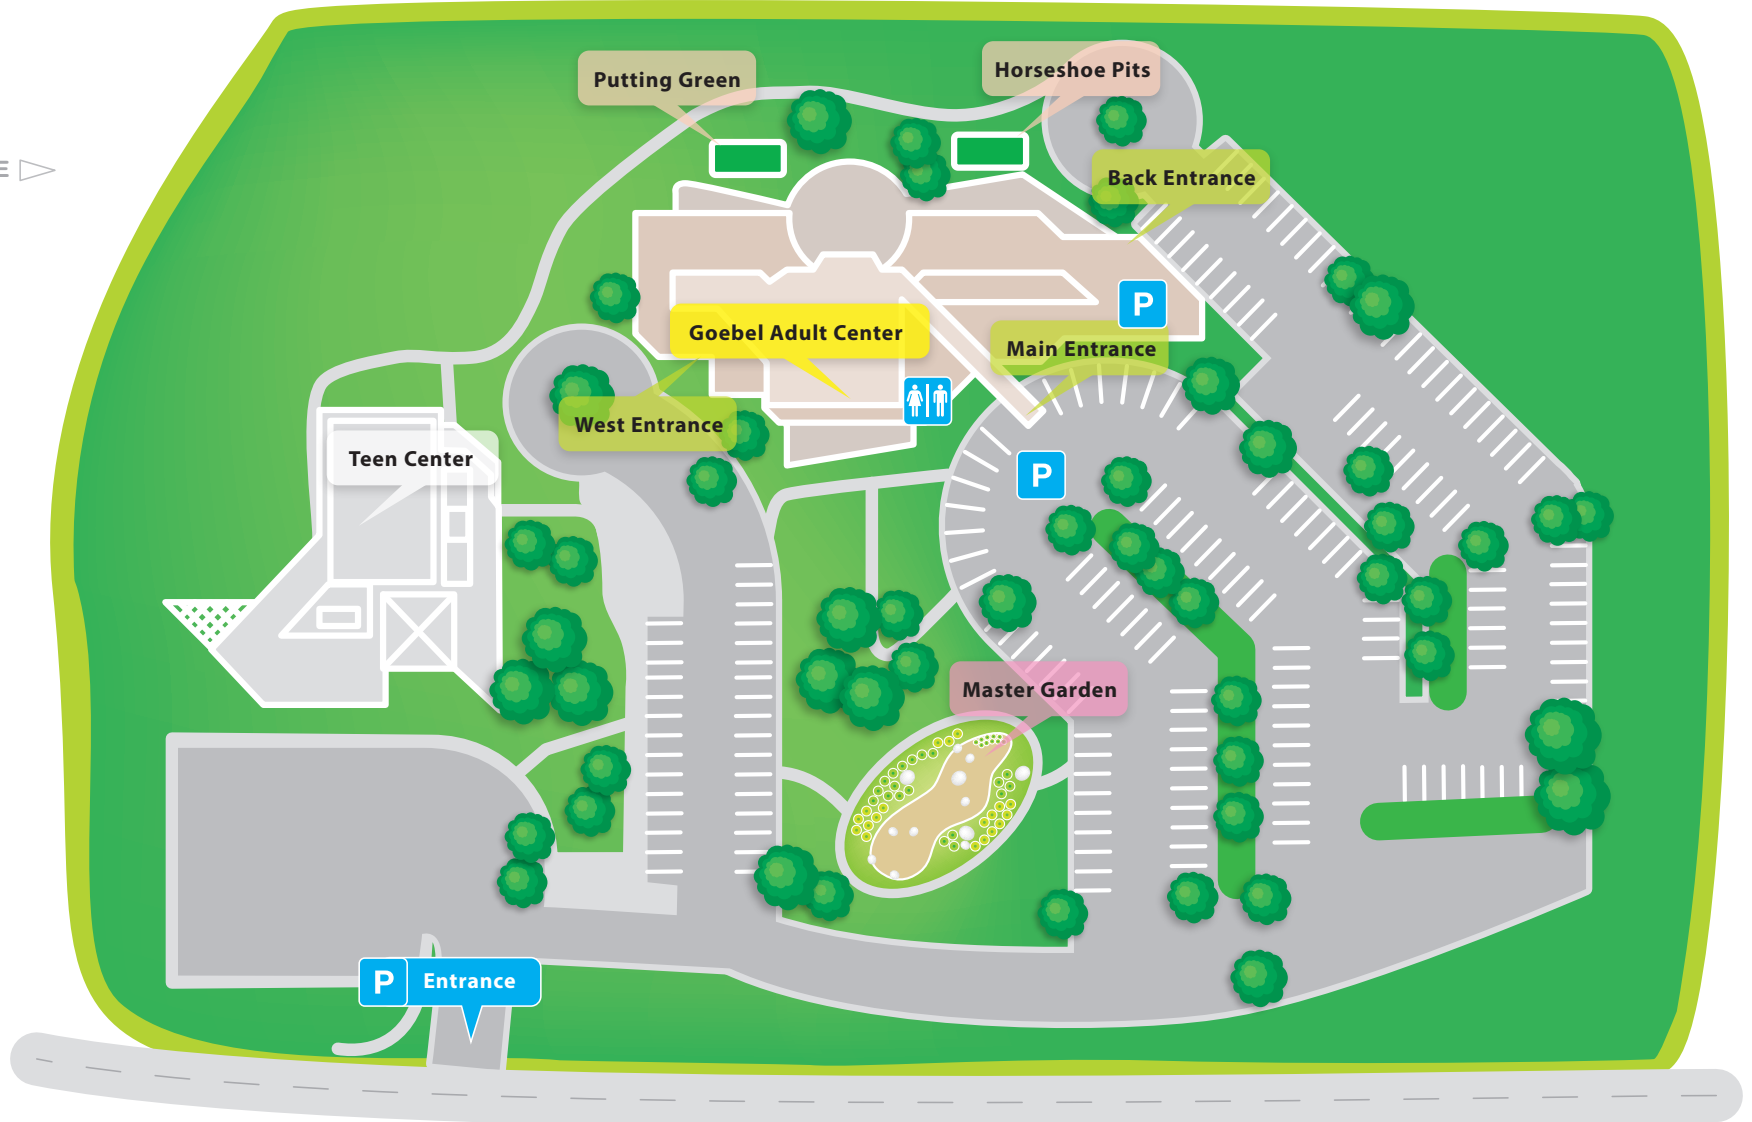 Putting Green
Horseshoe Pits
E
Back Entrance
P
Goebel Adult Center
Main Entrance
West Entrance
Teen Center
P
Master Garden
P Entrance